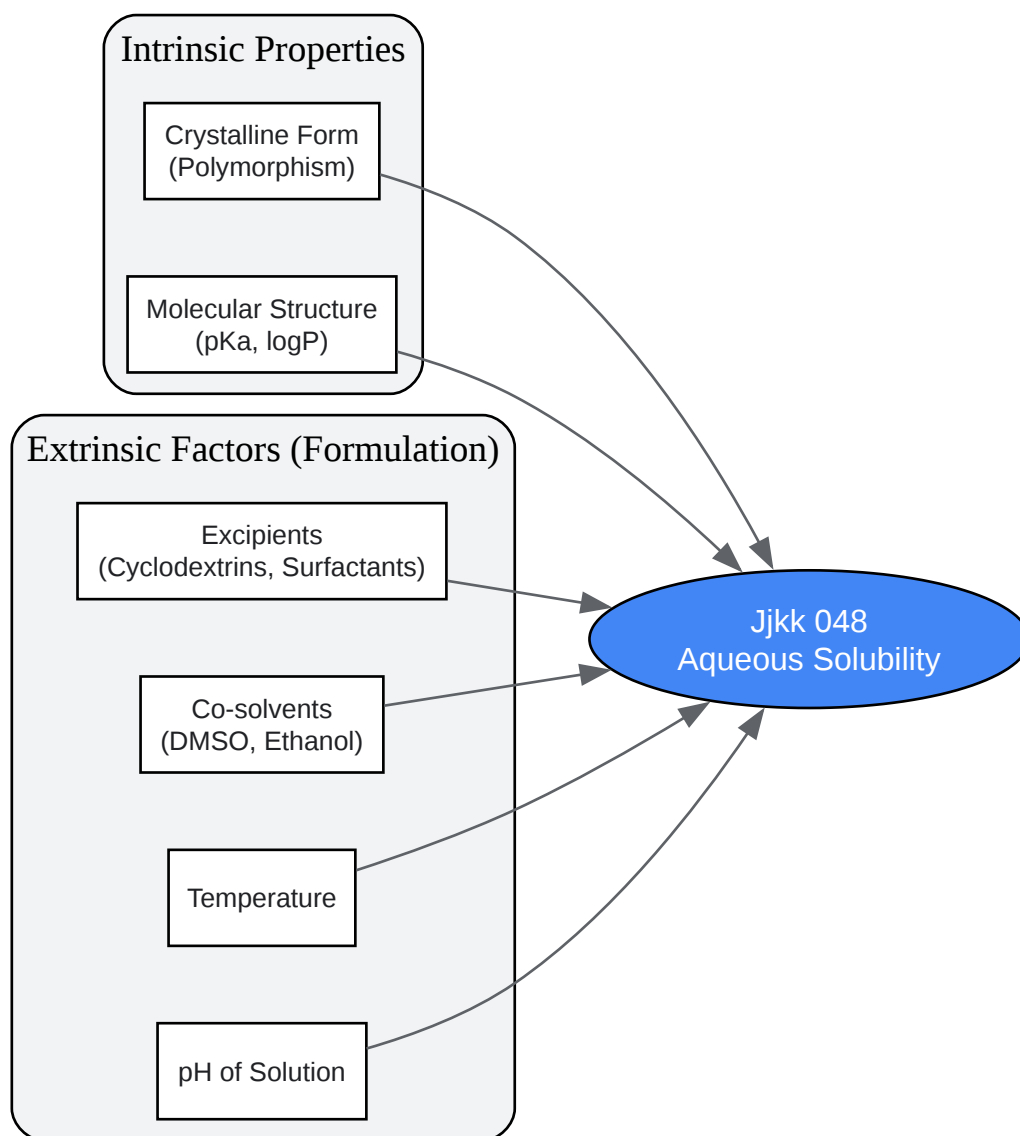 Intrinsic Properties
Crystalline Form
(Polymorphism)
Molecular Structure
(pKa, logP)
Extrinsic Factors (Formulation)
Excipients
(Cyclodextrins, Surfactants)
Co-solvents
(DMSO, Ethanol)
Temperature
pH of Solution
Jjkk 048
Aqueous Solubility